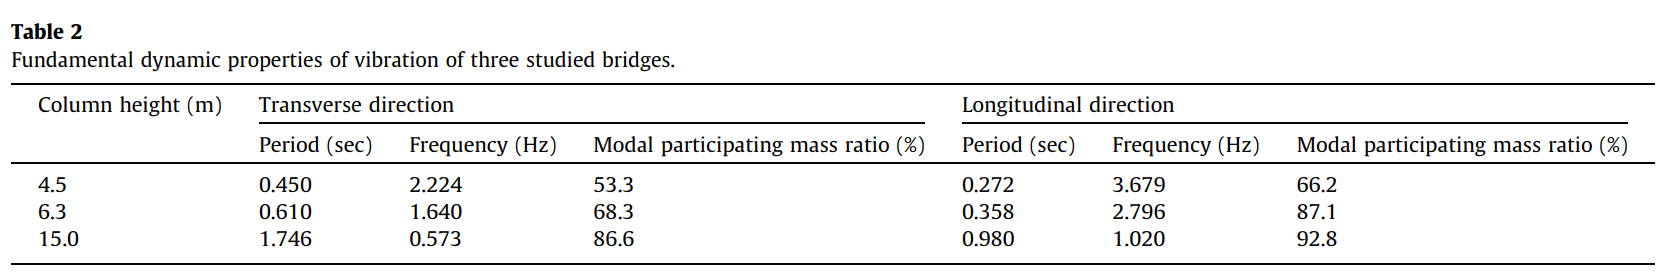 Table 2
Fundamental dynamic properties of vibration of three studied bridges.
Column height (m) Transverse direction Longitudinal direction
Period (sec) Frequency (Hz) Modal participating mass ratio (%) Period (sec) Frequency (Hz) Modal participating mass ratio (%)
4.5 0.450 2.224 53.3 0.272 3.679 66.2
6.3 0.610 1.640 68.3 0.358 2.796 87.1
15.0 1.746 0.573 86.6 0.980 1.020 92.8